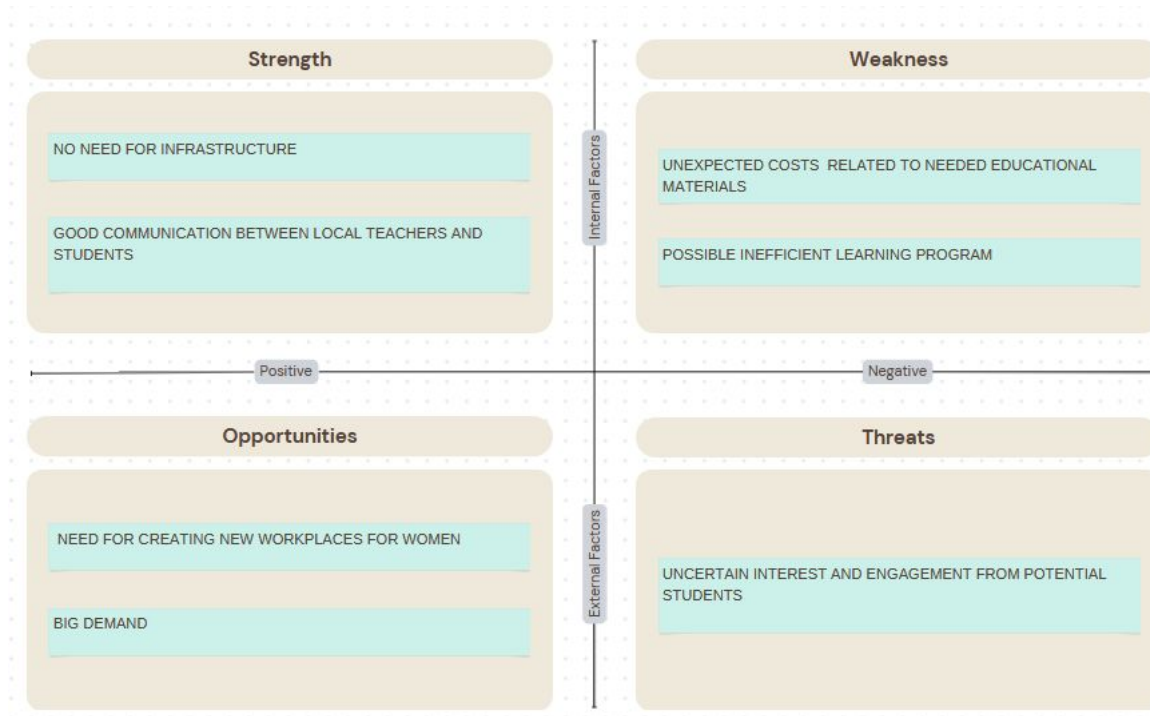 Strength
NO NEED FOR INFRASTRUCTURE
GOOD COMMUNICATION BETWEEN LOCAL TEACHERS AND
STUDENTS
Internal Factors
Weakness
UNEXPECTED COSTS RELATED TO NEEDED EDUCATIONAL
MATERIALS
POSSIBLE INEFFICIENT LEARNING PROGRAM
Positive
Negative
Opportunities
NEED FOR CREATING NEW WORKPLACES FOR WOMEN
BIG DEMAND
External Factors
Threats
UNCERTAIN INTEREST AND ENGAGEMENT FROM POTENTIAL
STUDENTS